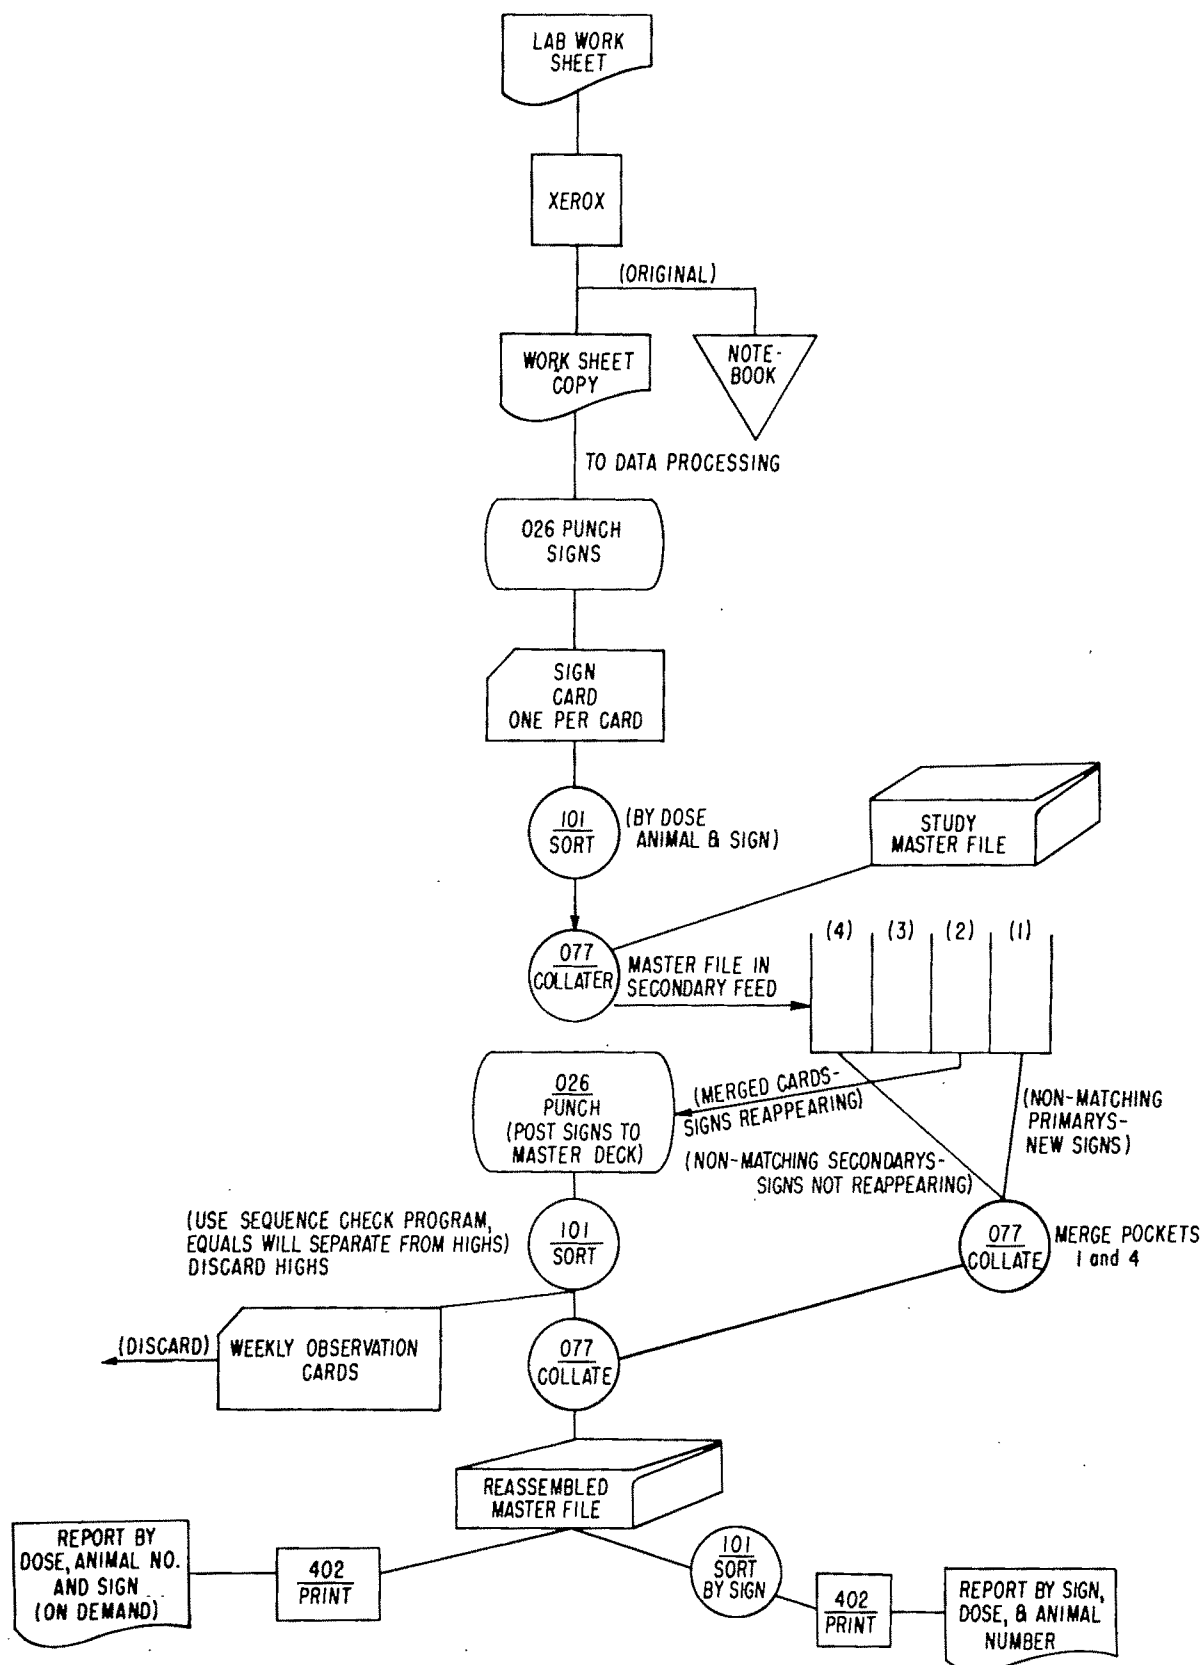 LAB WORK
SHEET
XEROX
(ORIGINAL)
WORK SHEET
COPY
NOTE-
BOOK
TO DATA PROCESSING
026 PUNCH
SIGNS
SIGN
CARD
ONE PER CARD
101
SORT
(BY DOSE
ANIMAL & SIGN)
STUDY
MASTER FILE
077
COLLATER
MASTER FILE IN
SECONDARY FEED
(4) (3) (2) (1)
026
PUNCH
(POST SIGNS TO
MASTER DECK)
(MERGED CARDS-
SIGNS REAPPEARING)
(NON-MATCHING
PRIMARYS-
NEW SIGNS)
(NON-MATCHING SECONDARYS-
SIGNS NOT REAPPEARING)
(USE SEQUENCE CHECK PROGRAM,
EQUALS WILL SEPARATE FROM HIGHS)
DISCARD HIGHS
101
SORT
077
COLLATE
MERGE POCKETS
1 and 4
(DISCARD)
WEEKLY OBSERVATION
CARDS
077
COLLATE
REASSEMBLED
MASTER FILE
REPORT BY
DOSE, ANIMAL NO.
AND SIGN
(ON DEMAND)
402
PRINT
101
SORT
BY SIGN
402
PRINT
REPORT BY SIGN,
DOSE, & ANIMAL
NUMBER